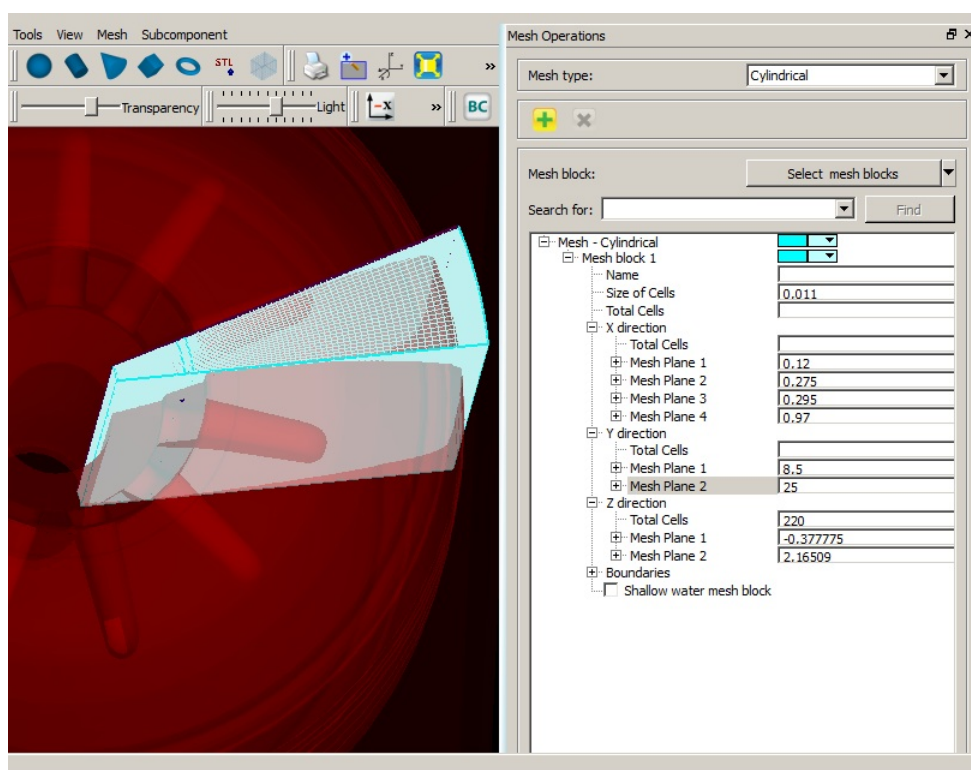 Tools View Mesh Subcomponent
STL
»
Transparency
Light
-x
»
BC
Mesh Operations
Mesh type: Cylindrical
Mesh block: Select mesh blocks
Search for: Find
Mesh - Cylindrical
Mesh block 1
Name
Size of Cells 0.011
Total Cells
X direction
Total Cells
Mesh Plane 1 0.12
Mesh Plane 2 0.275
Mesh Plane 3 0.295
Mesh Plane 4 0.97
Y direction
Total Cells
Mesh Plane 1 8.5
Mesh Plane 2 25
Z direction
Total Cells 220
Mesh Plane 1 -0.377775
Mesh Plane 2 2.16509
Boundaries
Shallow water mesh block